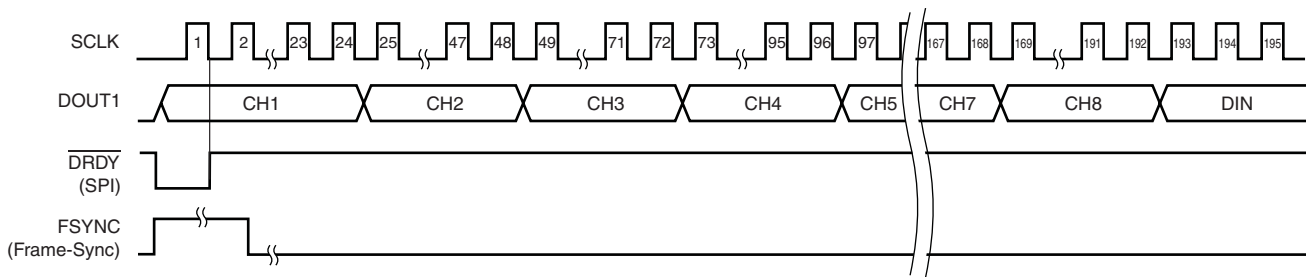 SCLK 1 2 23 24 25 47 48 49 71 72 73 95 96 97 167 168 169 191 192 193 194 195
DOUT1 CH1 CH2 CH3 CH4 CH5 CH7 CH8 DIN
DRDY
(SPI)
FSYNC
(Frame-Sync)